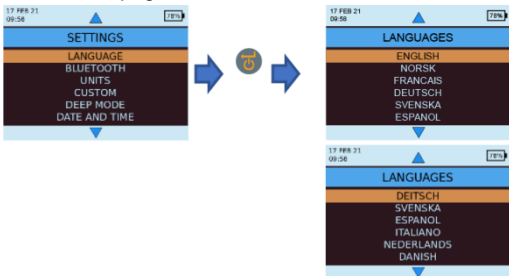 17 FEB 21
09:58
78%
SETTINGS
LANGUAGE
BLUETOOTH
UNITS
CUSTOM
DEEP MODE
DATE AND TIME
17 FEB 21
09:58
78%
LANGUAGES
ENGLISH
NORSK
FRANCAIS
DEUTSCH
SVENSKA
ESPANOL
17 FEB 21
09:58
78%
LANGUAGES
DEITSCH
SVENSKA
ESPANOL
ITALIANO
NEDERLANDS
DANISH